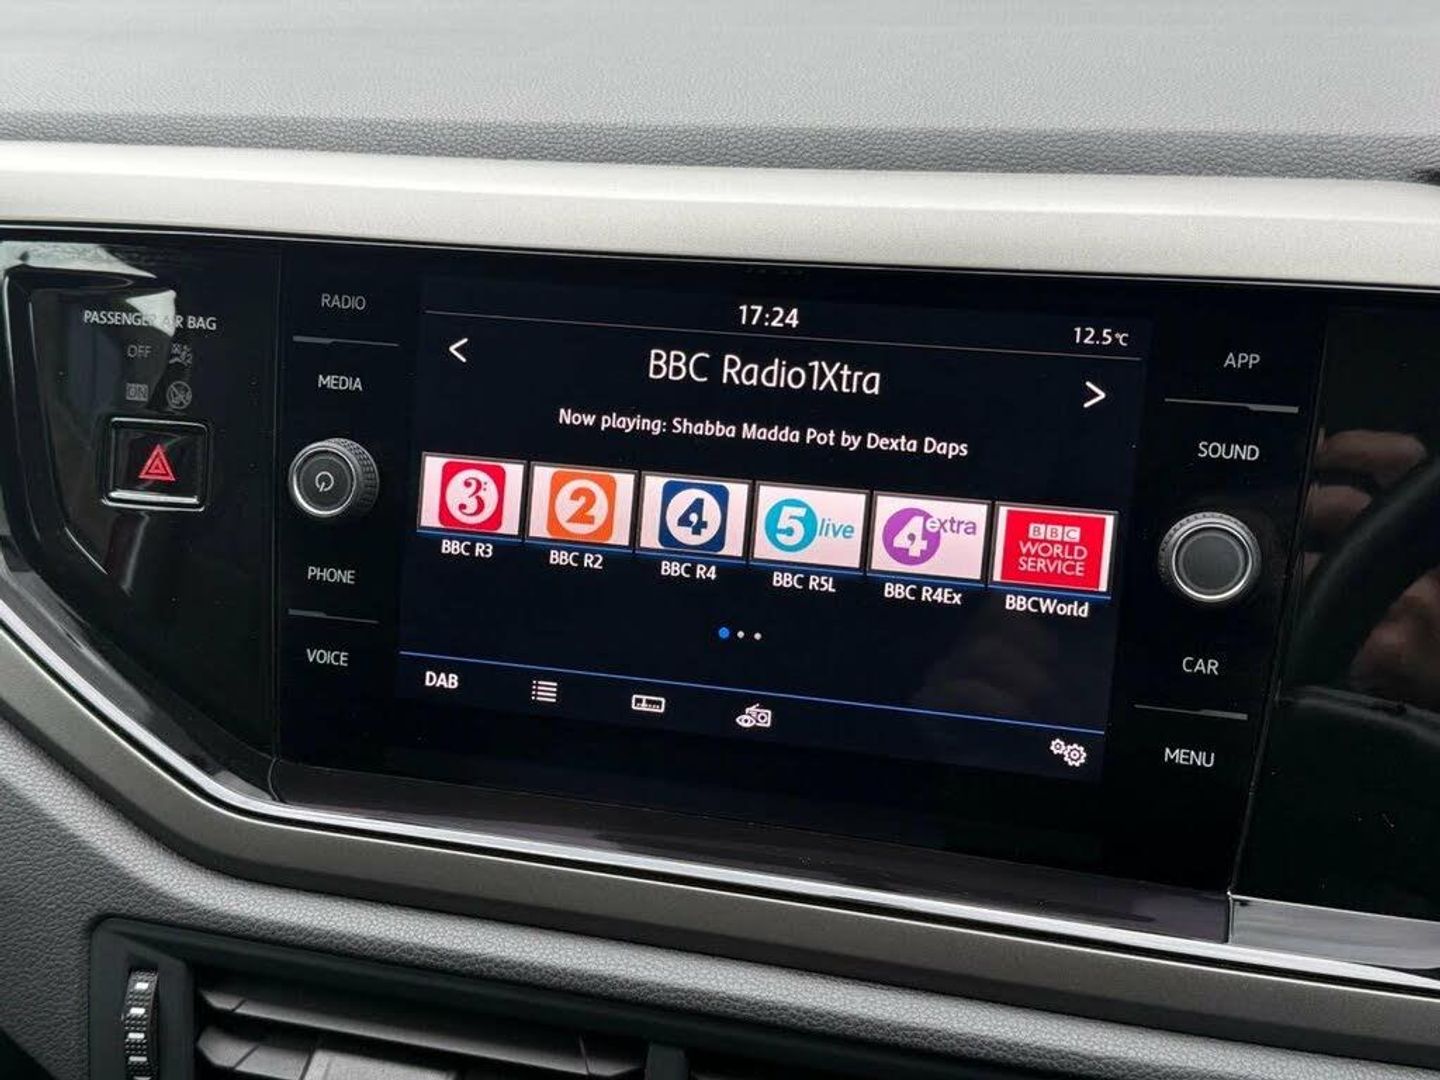 PASSENGER AIR BAG
OFF
ON
RADIO
MEDIA
PHONE
VOICE
17:24
12.5°C
<
BBC Radio1Xtra
>
Now playing: Shabba Madda Pot by Dexta Daps
3
2
4
5 live
4 extra
BBC
WORLD
SERVICE
BBC R3
BBC R2
BBC R4
BBC R5L
BBC R4Ex
BBCWorld
DAB
APP
SOUND
CAR
MENU